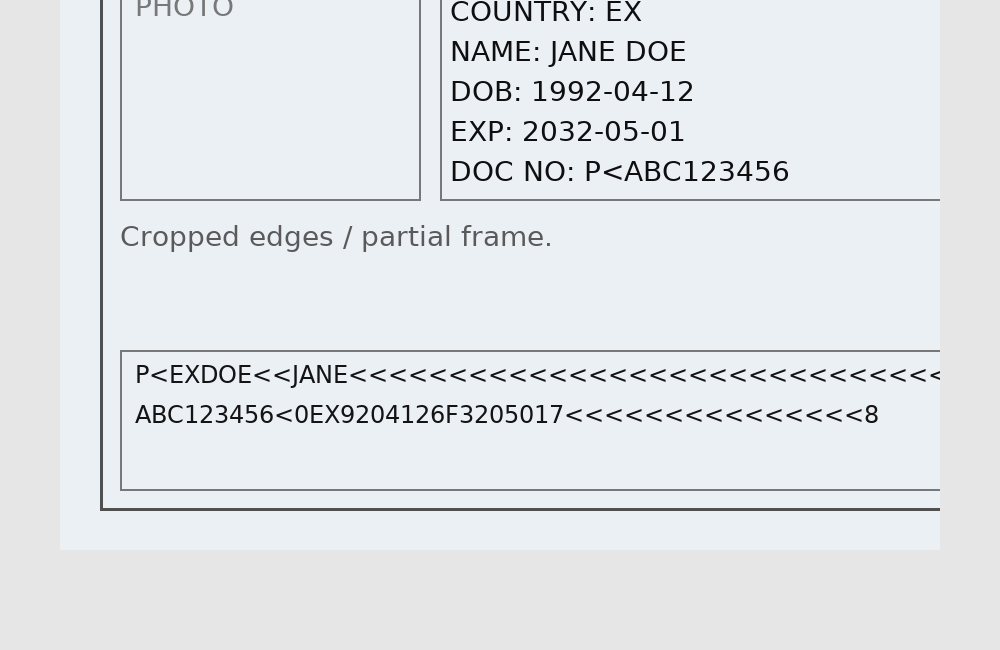 PHOTO
COUNTRY: EX
NAME: JANE DOE
DOB: 1992-04-12
EXP: 2032-05-01
DOC NO: P<ABC123456
Cropped edges / partial frame.
P<EXDOE<<JANE<<<<<<<<<<<<<<<<<<<<<<<<<<<<<<
ABC123456<0EX9204126F3205017<<<<<<<<<<<<<<<8